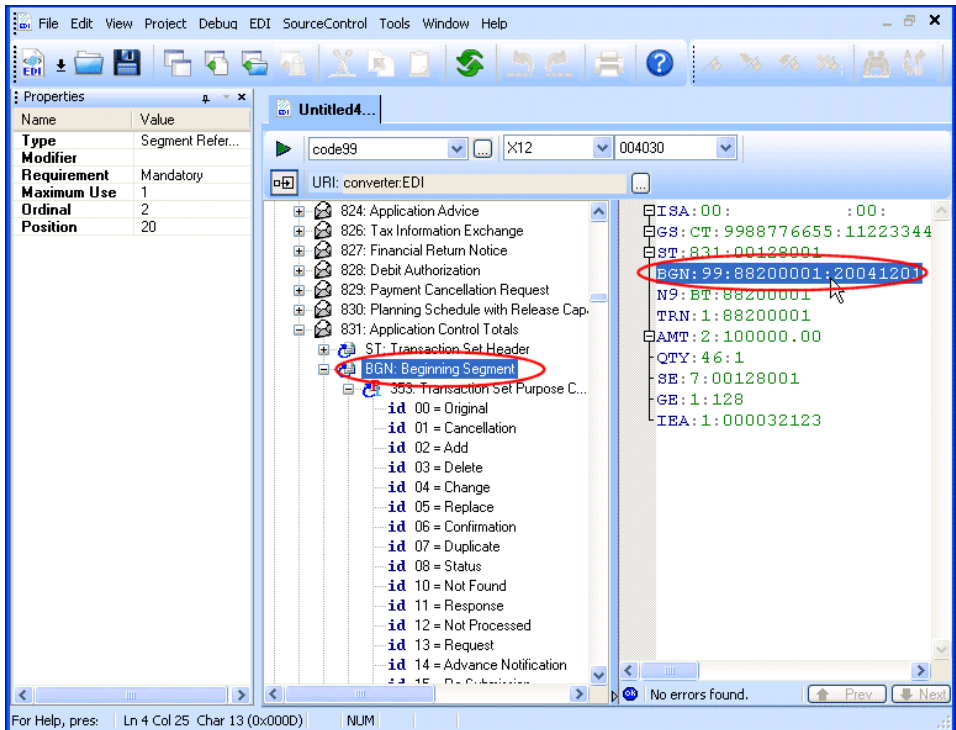 File Edit View Project Debug EDI SourceControl Tools Window Help
EDI
Properties
Name Value
Type Segment Refer...
Modifier
Requirement Mandatory
Maximum Use 1
Ordinal 2
Position 20
Untitled4...
code99 ... X12 004030
URI: converter:EDI ...
824: Application Advice
826: Tax Information Exchange
827: Financial Return Notice
828: Debit Authorization
829: Payment Cancellation Request
830: Planning Schedule with Release Cap
831: Application Control Totals
ST: Transaction Set Header
BGN: Beginning Segment
353: Transaction Set Purpose C...
id 00 = Original
id 01 = Cancellation
id 02 = Add
id 03 = Delete
id 04 = Change
id 05 = Replace
id 06 = Confirmation
id 07 = Duplicate
id 08 = Status
id 10 = Not Found
id 11 = Response
id 12 = Not Processed
id 13 = Request
id 14 = Advance Notification
ISA:00: :00:
GS:CT:9988776655:11223344
ST:831:00128001
BGN:99:88200001:20041201
N9:BT:88200001
TRN:1:88200001
AMT:2:100000.00
QTY:46:1
SE:7:00128001
GE:1:128
IEA:1:000032123
No errors found. Prev Next
For Help, pres: Ln 4 Col 25 Char 13 (0x000D) NUM